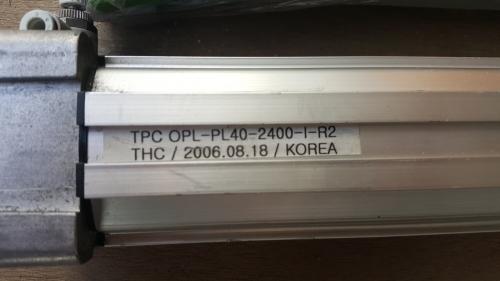 TPC OPL-PL40-2400-I-R2
THC / 2006.08.18 / KOREA